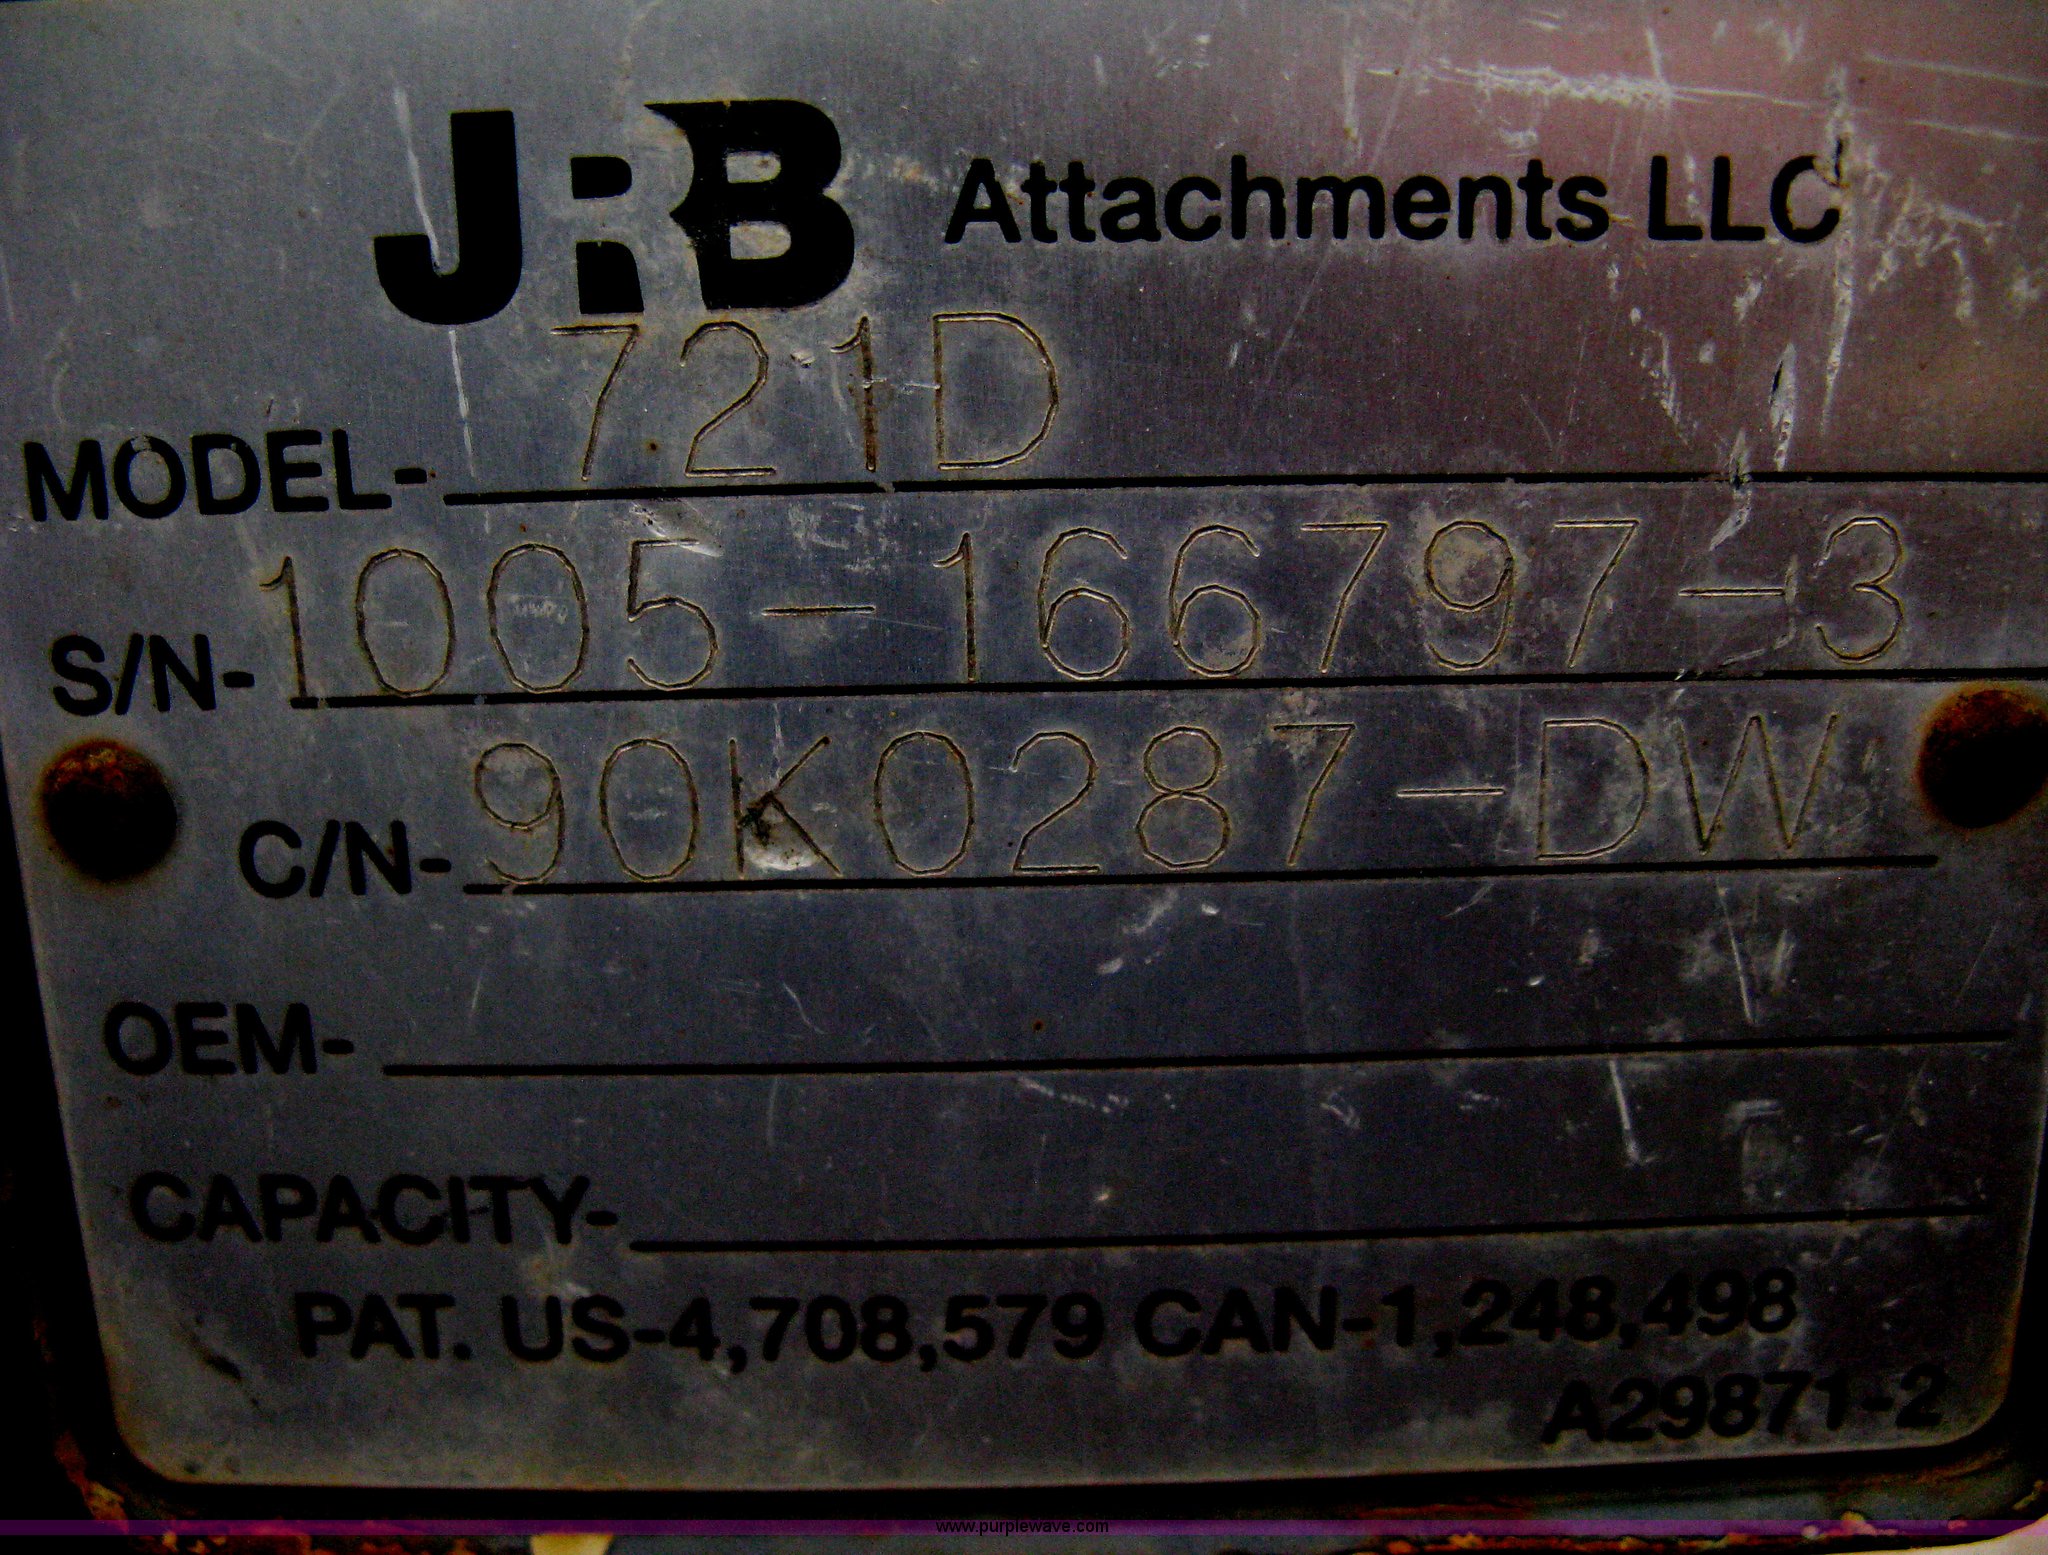 JRB Attachments LLC
MODEL- 721D
S/N- 1005-166797-3
C/N- 90K0287-DW
OEM-
CAPACITY-
PAT. US-4,708,579 CAN-1,248,498
A29871-2
www.purplewave.com